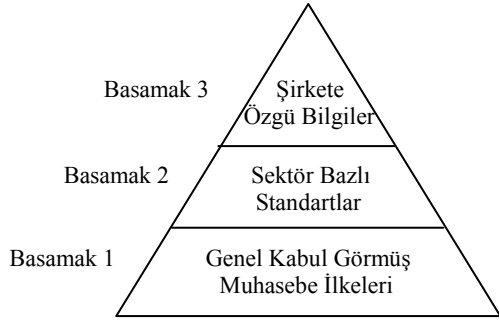 Basamak 3
Şirkete
Özgü Bilgiler
Basamak 2
Sektör Bazlı
Standartlar
Basamak 1
Genel Kabul Görmüş
Muhasebe İlkeleri